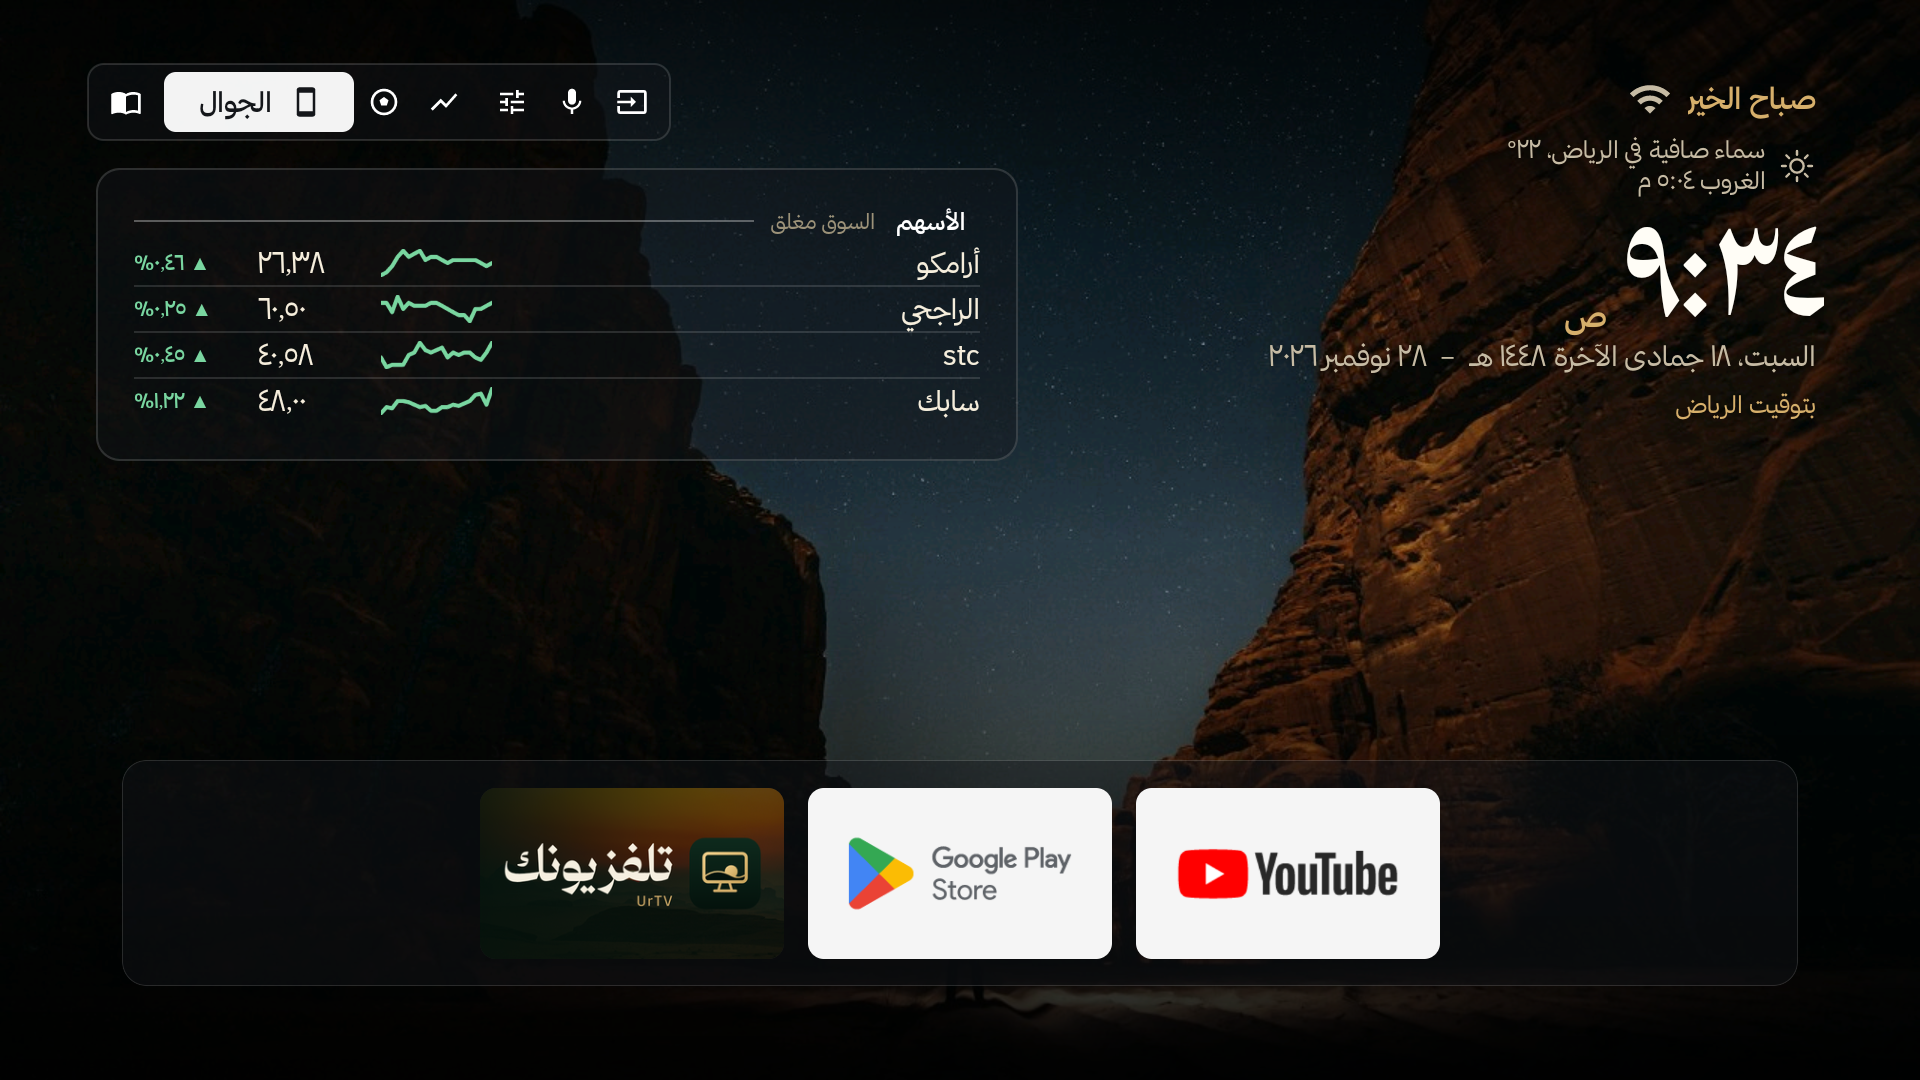 صباح الخير
سماء صافية في الرياض، ٢٢°
الغروب ٥:٠٤ م
٩:٣٤ ص
السبت، ١٨ جمادى الآخرة ١٤٤٨ هـ – ٢٨ نوفمبر ٢٠٢٦
بتوقيت الرياض
الجوال
الأسهم السوق مغلق
أرامكو ٢٦,٣٨ ▲ ٠,٤٦%
الراجحي ٦٠,٥٠ ▲ ٠,٢٥%
stc ٤٠,٥٨ ▲ ٠,٤٥%
سابك ٤٨,٠٠ ▲ ١,٢٢%
YouTube
Google Play
Store
تلفزيونك
UrTV